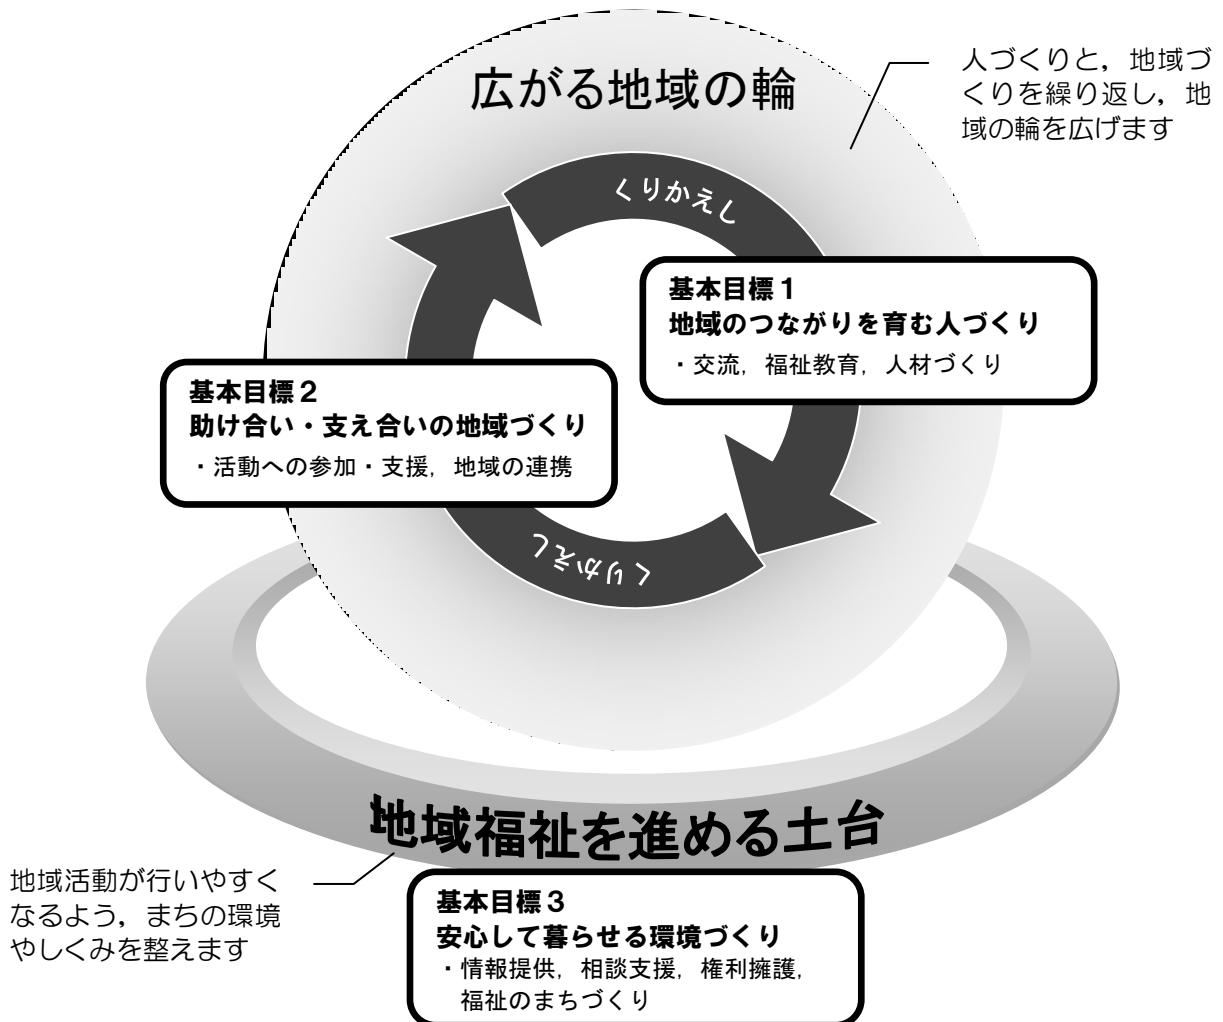 広がる地域の輪
人づくりと，地域づ
くりを繰り返し，地
域の輪を広げます
くりかえし
基本目標１
地域のつながりを育む人づくり
・交流，福祉教育，人材づくり
基本目標２
助け合い・支え合いの地域づくり
・活動への参加・支援，地域の連携
くりかえし
地域福祉を進める土台
地域活動が行いやすく
なるよう，まちの環境
やしくみを整えます
基本目標３
安心して暮らせる環境づくり
・情報提供，相談支援，権利擁護，
福祉のまちづくり